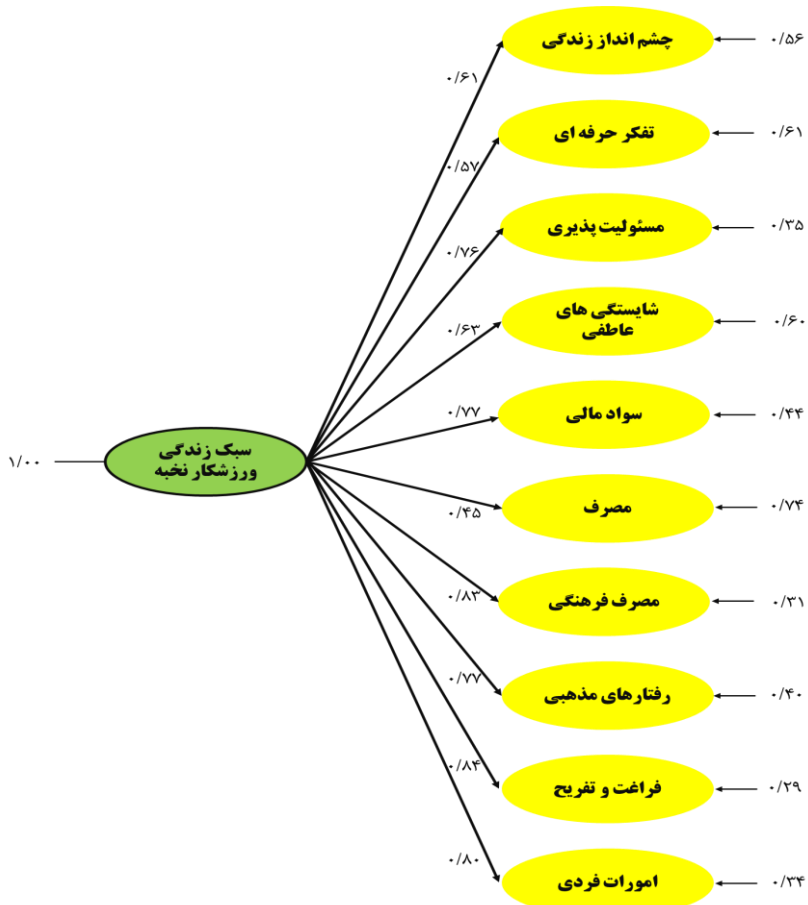 چشم انداز زندگی
۰/۵۶
۰/۶۱
تفکر حرفه ای
۰/۶۱
۰/۵۷
مسئولیت پذیری
۰/۳۵
۰/۷۶
شایستگی های
عاطفی
۰/۶۰
۰/۶۳
سواد مالی
۰/۴۴
۰/۷۷
سبک زندگی
ورزشکار نخبه
۱/۰۰
مصرف
۰/۷۴
۰/۴۵
مصرف فرهنگی
۰/۳۱
۰/۸۳
رفتارهای مذهبی
۰/۴۰
۰/۷۷
فراغت و تفریح
۰/۲۹
۰/۸۴
امورات فردی
۰/۳۴
۰/۸۰